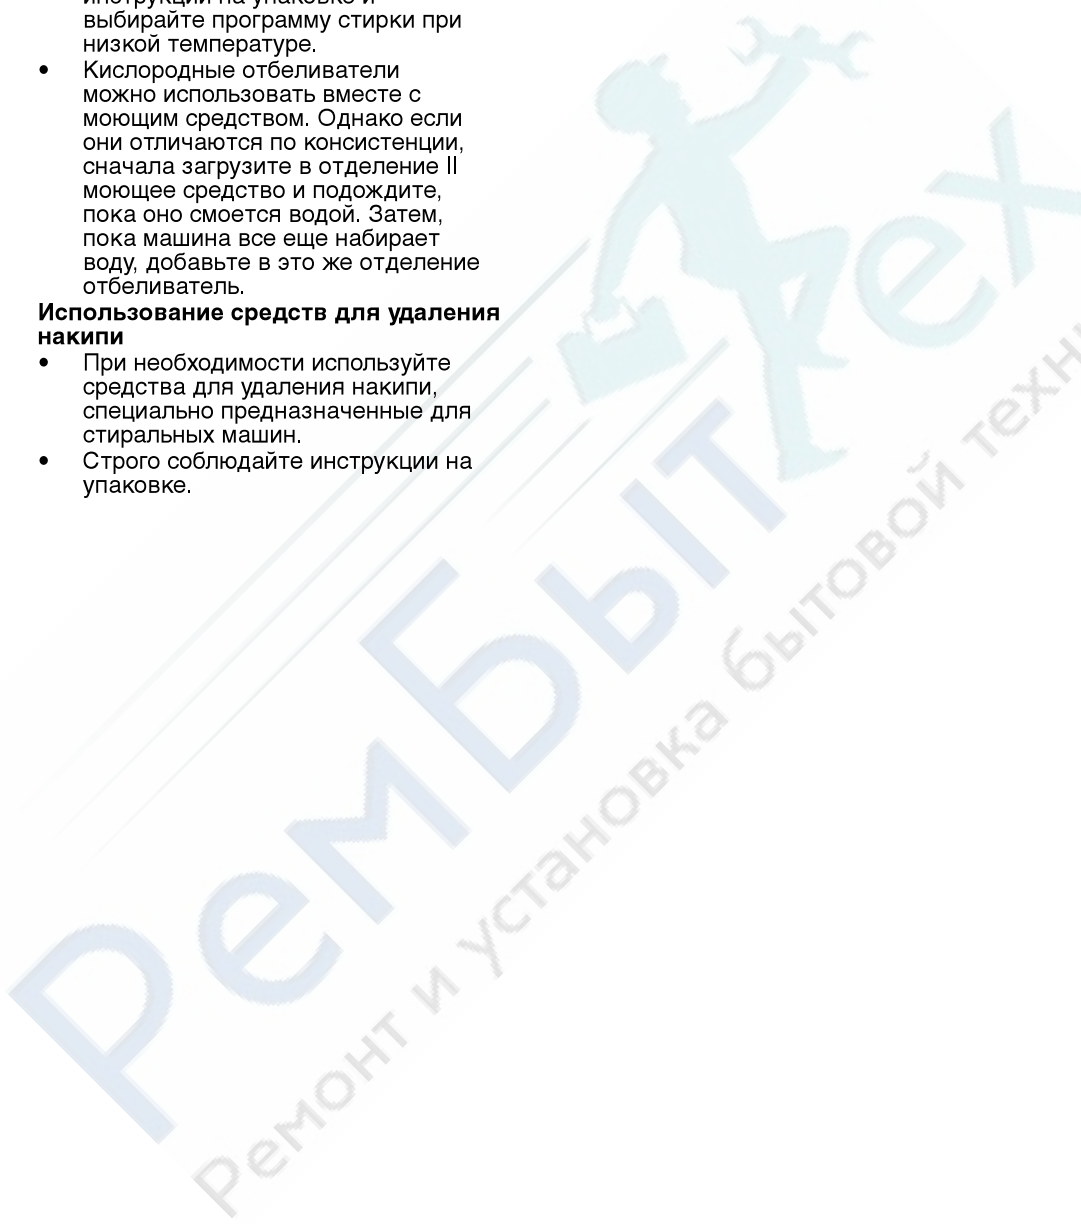 инструкции на упаковке и
выбирайте программу стирки при
низкой температуре.
• Кислородные отбеливатели
можно использовать вместе с
моющим средством. Однако если
они отличаются по консистенции,
сначала загрузите в отделение II
моющее средство и подождите,
пока оно смоется водой. Затем,
пока машина все еще набирает
воду, добавьте в это же отделение
отбеливатель.
Использование средств для удаления
накипи
• При необходимости используйте
средства для удаления накипи,
специально предназначенные для
стиральных машин.
• Строго соблюдайте инструкции на
упаковке.
РемБытТех
Ремонт и установка бытовой